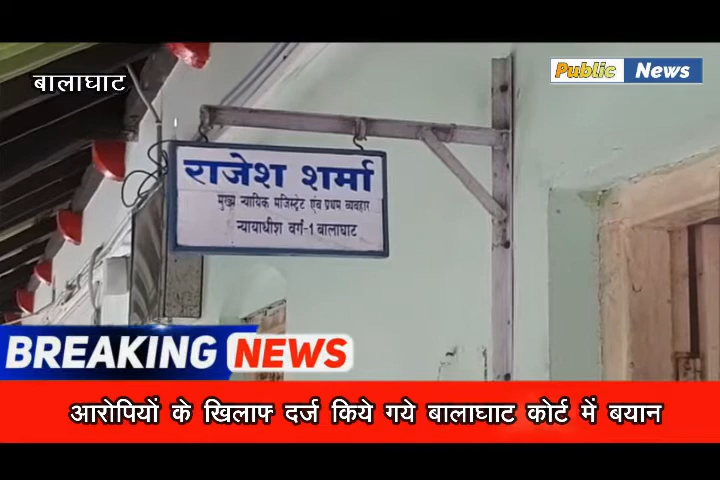 बालाघाट
Public News
राजेश शर्मा
मुख्य न्यायिक मजिस्ट्रेट एवं प्रथम व्यवहार
न्यायाधीश वर्ग-1 बालाघाट
BREAKING NEWS
आरोपियों के खिलाफ दर्ज किये गये बालाघाट कोर्ट में बयान